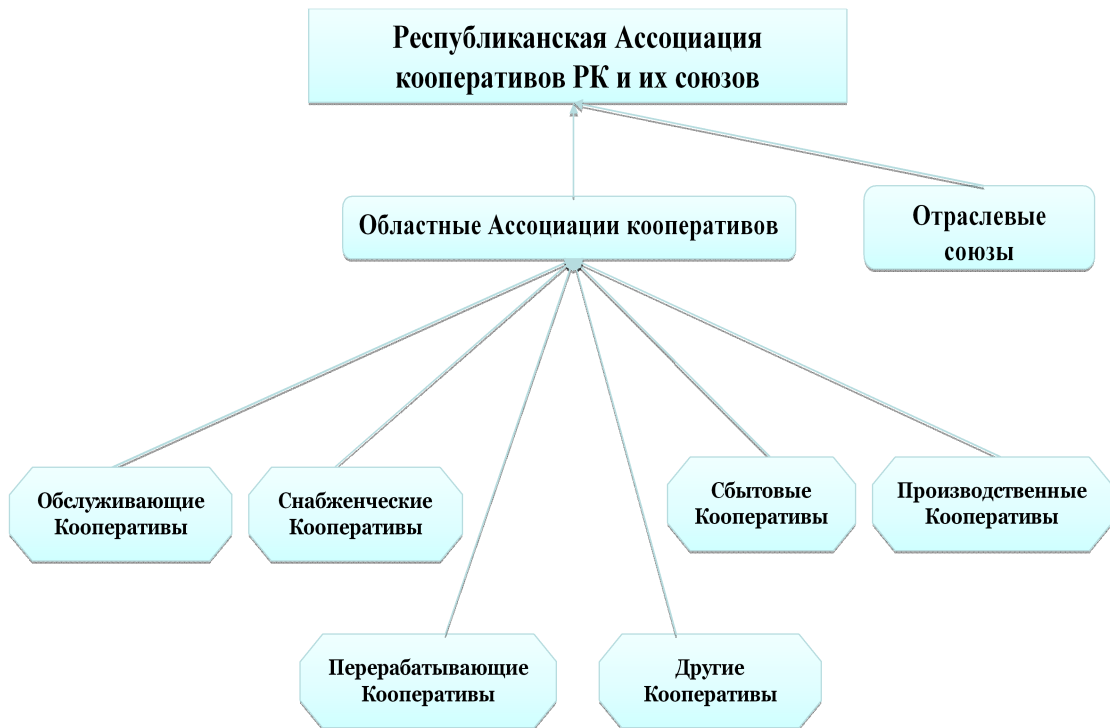 Республиканская Ассоциация
кооперативов РК и их союзов
Областные Ассоциации кооперативов
Отраслевые
союзы
Обслуживающие
Кооперативы
Снабженческие
Кооперативы
Сбытовые
Кооперативы
Производственные
Кооперативы
Перерабатывающие
Кооперативы
Другие
Кооперативы